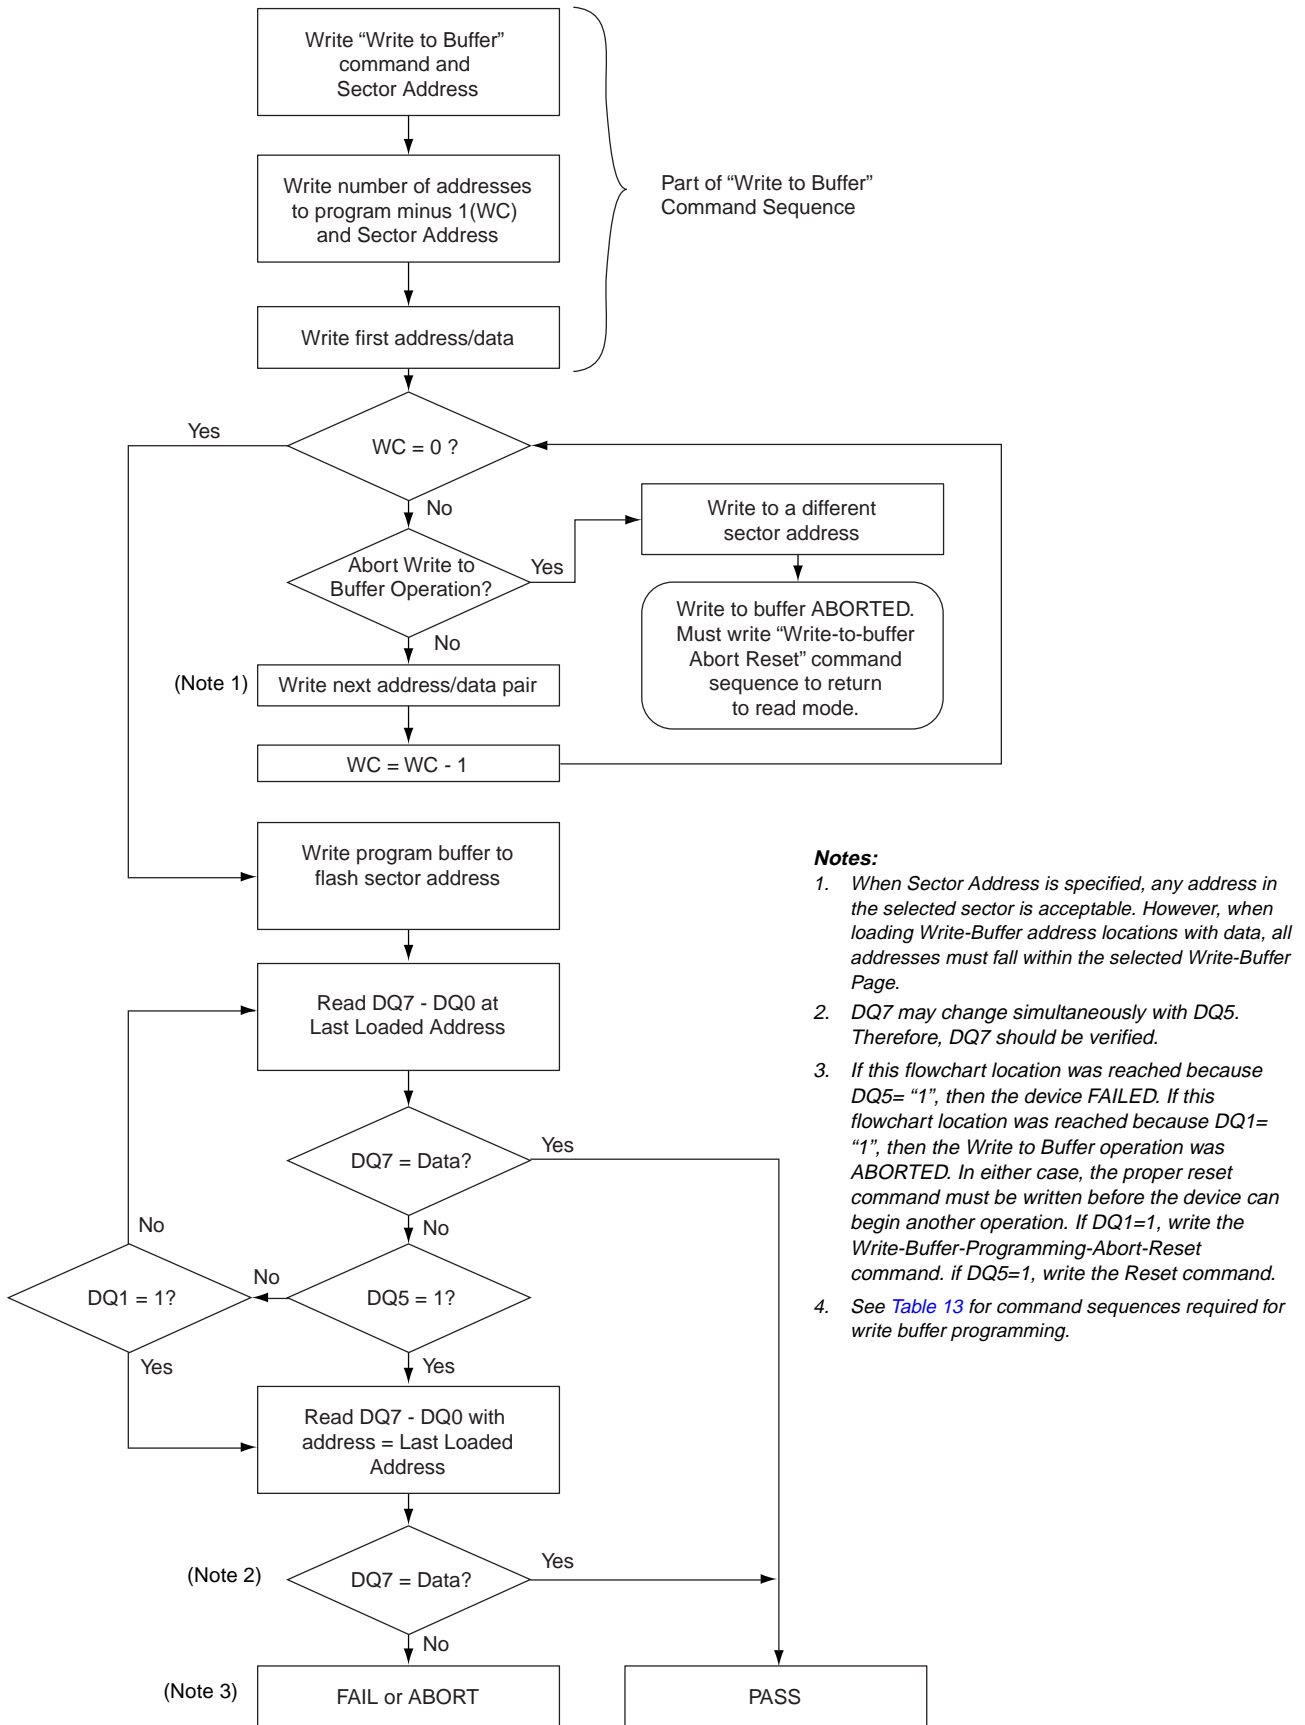 Write “Write to Buffer”
command and
Sector Address
Write number of addresses
to program minus 1(WC)
and Sector Address
Part of “Write to Buffer”
Command Sequence
Write first address/data
Yes
WC = 0 ?
No
Write to a different
sector address
Abort Write to
Buffer Operation?
Yes
Write to buffer ABORTED.
Must write “Write-to-buffer
Abort Reset” command
sequence to return
to read mode.
No
(Note 1)
Write next address/data pair
WC = WC - 1
Write program buffer to
flash sector address
Read DQ7 - DQ0 at
Last Loaded Address
DQ7 = Data?
Yes
No
No
DQ1 = 1?
No
DQ5 = 1?
Yes
Yes
Read DQ7 - DQ0 with
address = Last Loaded
Address
(Note 2)
DQ7 = Data?
Yes
No
(Note 3)
FAIL or ABORT
PASS
Notes:
1. When Sector Address is specified, any address in
the selected sector is acceptable. However, when
loading Write-Buffer address locations with data, all
addresses must fall within the selected Write-Buffer
Page.
2. DQ7 may change simultaneously with DQ5.
Therefore, DQ7 should be verified.
3. If this flowchart location was reached because
DQ5= “1”, then the device FAILED. If this
flowchart location was reached because DQ1=
“1”, then the Write to Buffer operation was
ABORTED. In either case, the proper reset
command must be written before the device can
begin another operation. If DQ1=1, write the
Write-Buffer-Programming-Abort-Reset
command. if DQ5=1, write the Reset command.
4. See Table 13 for command sequences required for
write buffer programming.